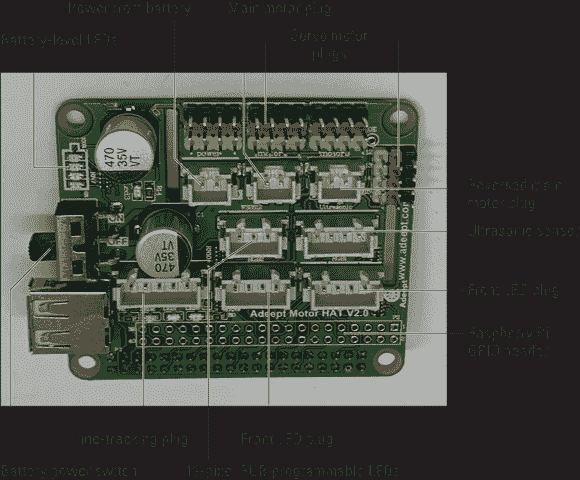 Power from battery
Main motor plug
Servo motor
plugs
Battery-level LEDs
470
35V
VT
470
35V
VT
Reversed main
motor plug
Ultrasonic sensor
www.adeept.com
Adeept
Front LED plug
Adeept Motor HAT V2.0
Raspberry Pi
GPIO header
Line-tracking plug
Front LED plug
Battery power switch
RGB programmable LEDs